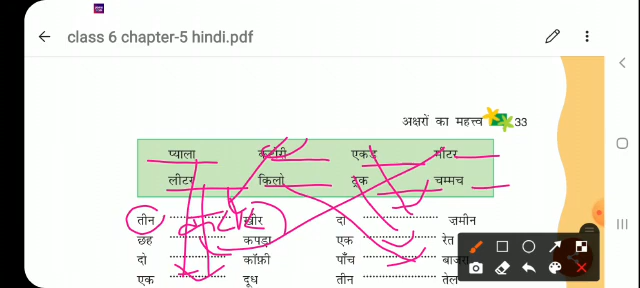 class 6 chapter-5 hindi.pdf
अक्षरों का महत्त्व 33
प्याला कटोरी एकड़ मीटर
लीटर किलो ट्रक चम्मच
तीन .................. खीर दो .................. ज़मीन
छह .................. कपड़ा एक .................. रेत
दो .................. कॉफ़ी पाँच .................. बाजरा
एक .................. दूध तीन .................. तेल